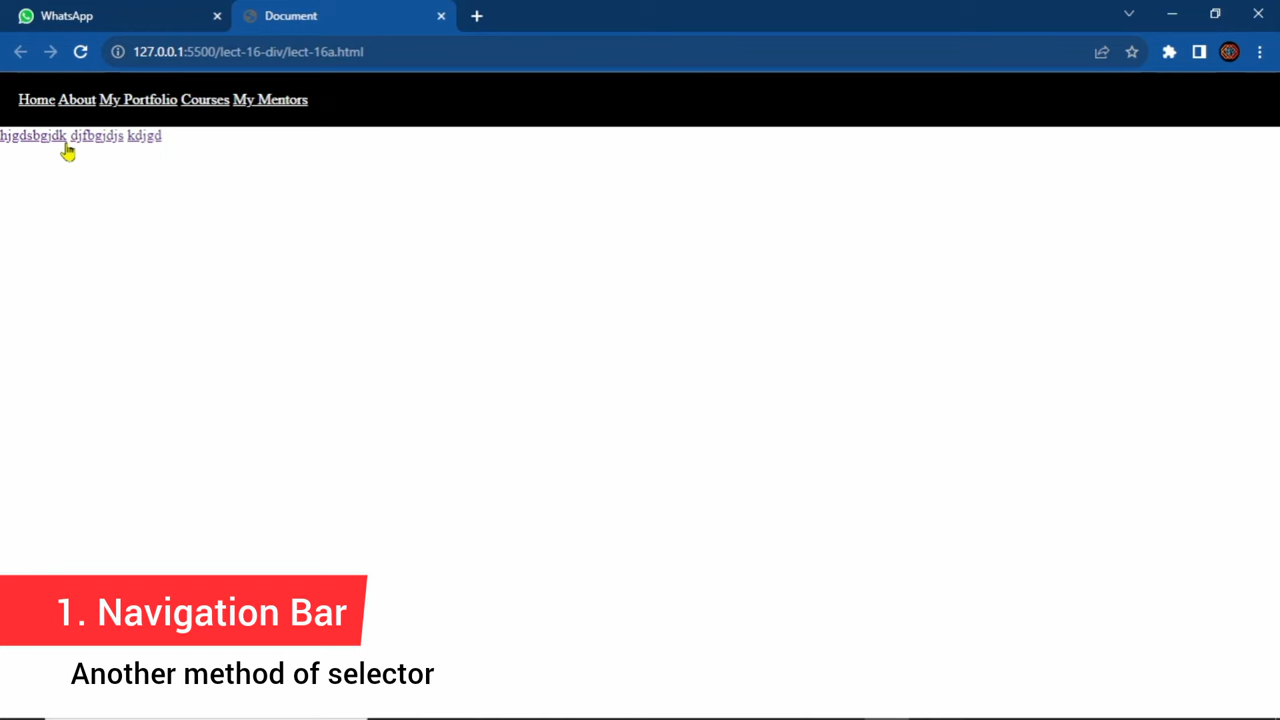 WhatsApp
Document
127.0.0.1:5500/lect-16-div/lect-16a.html
Home About My Portfolio Courses My Mentors
hjgdsbgjdk djfbgjdjs kdjgd
1. Navigation Bar
Another method of selector